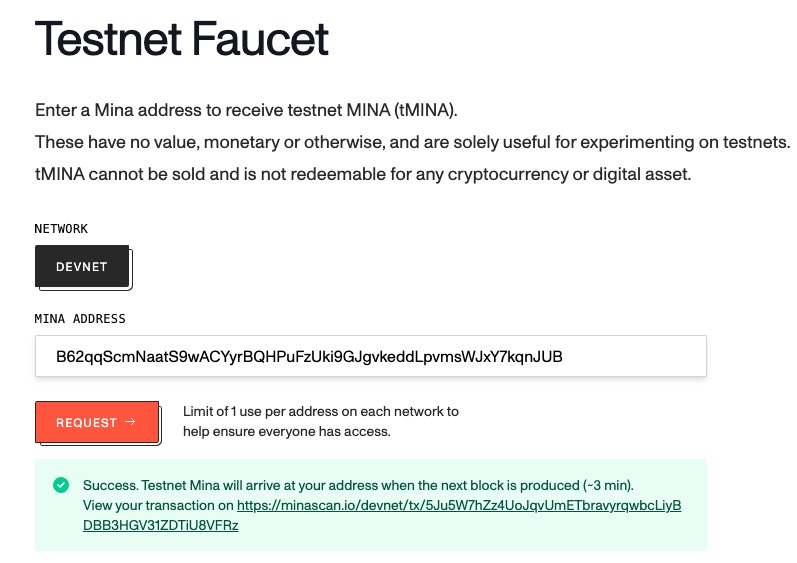 Testnet Faucet
Enter a Mina address to receive testnet MINA (tMINA).
These have no value, monetary or otherwise, and are solely useful for experimenting on testnets.
tMINA cannot be sold and is not redeemable for any cryptocurrency or digital asset.
NETWORK
DEVNET
MINA ADDRESS
B62qqScmNaatS9wACYyrBQHPuFzUki9GJgvkeddLpvmsWJxY7kqnJUB
REQUEST →
Limit of 1 use per address on each network to
help ensure everyone has access.
Success. Testnet Mina will arrive at your address when the next block is produced (~3 min).
View your transaction on https://minascan.io/devnet/tx/5Ju5W7hZz4UoJqvUmETbravyrqwbcLiyB
DBB3HGV31ZDTiU8VFRz